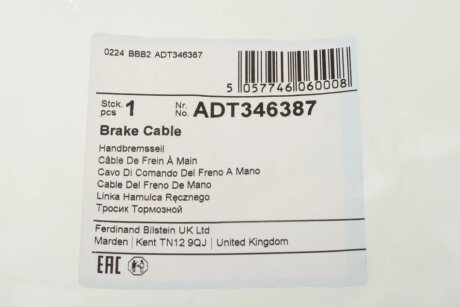 0224 BBB2 ADT346387
5 057746 060008
Stck. pcs 1 Nr. No. ADT346387
Brake Cable
Handbremsseil
Câble De Frein À Main
Cavo Di Comando Del Freno A Mano
Cable Del Freno De Mano
Linka Hamulca Ręcznego
Тросик Тормозной
Ferdinand Bilstein UK Ltd
Marden | Kent TN12 9QJ | United Kingdom
EAC